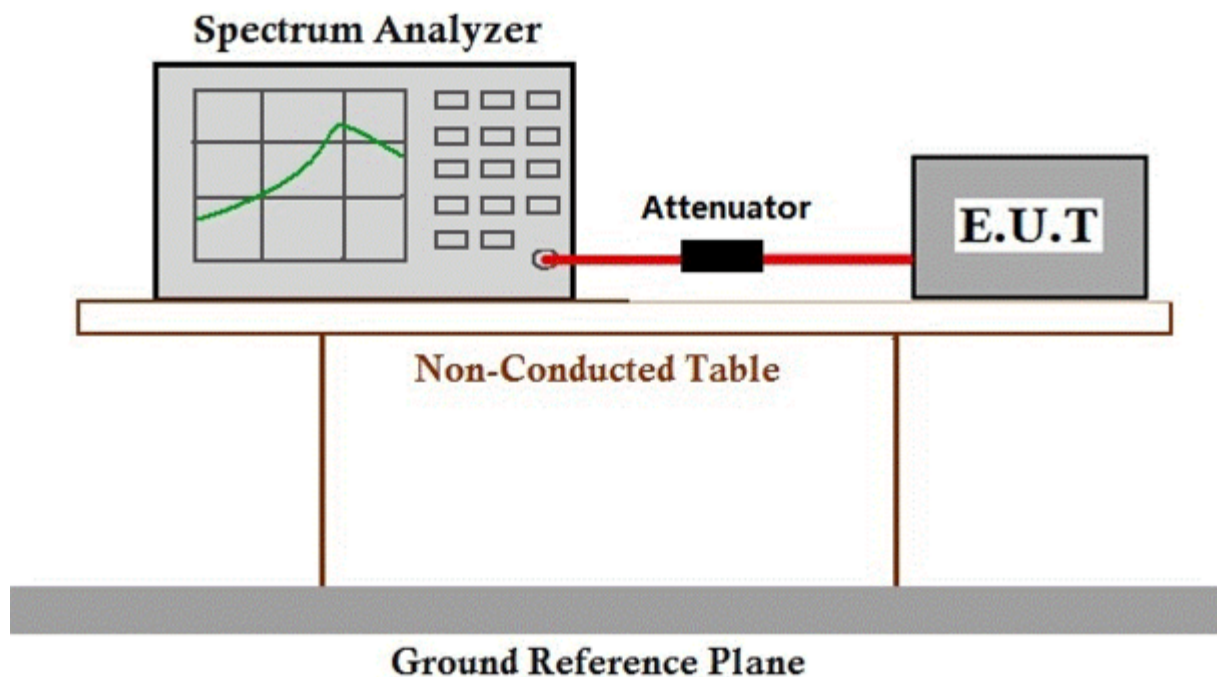 Spectrum Analyzer
Attenuator
E.U.T
Non-Conducted Table
Ground Reference Plane